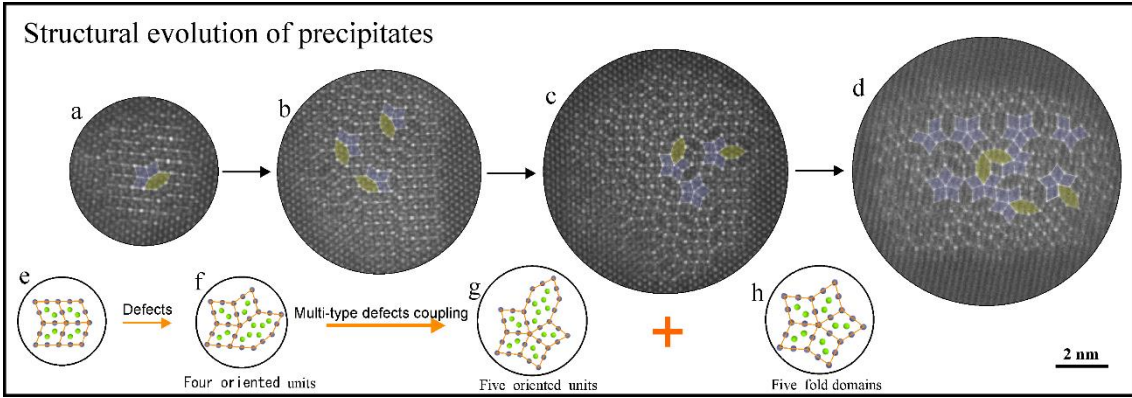 Structural evolution of precipitates
a
b
c
d
e
Defects
f
Multi-type defects coupling
g
h
Four oriented units
Five oriented units
Five fold domains
2 nm